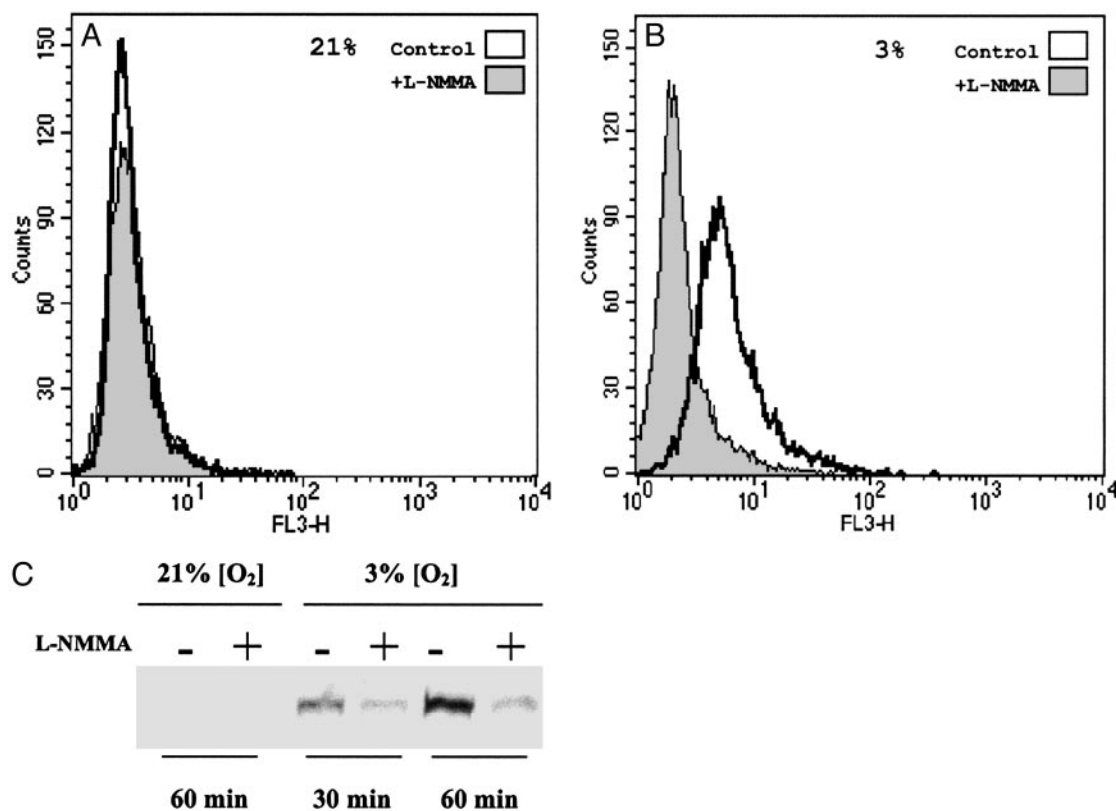 A
21% Control
+L-NMMA
150
120
90
60
30
0
Counts
10^0 10^1 10^2 10^3 10^4
FL3-H
B
3% Control
+L-NMMA
150
120
90
60
30
0
Counts
10^0 10^1 10^2 10^3 10^4
FL3-H
C
21% [O₂] 3% [O₂]
L-NMMA - + - + - +
60 min 30 min 60 min